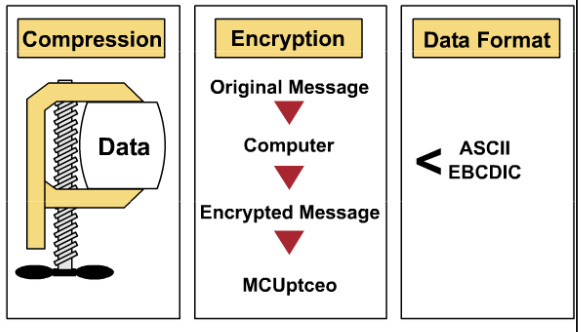 Compression
Data
Encryption
Original Message
Computer
Encrypted Message
MCUptceo
Data Format
< ASCII
EBCDIC